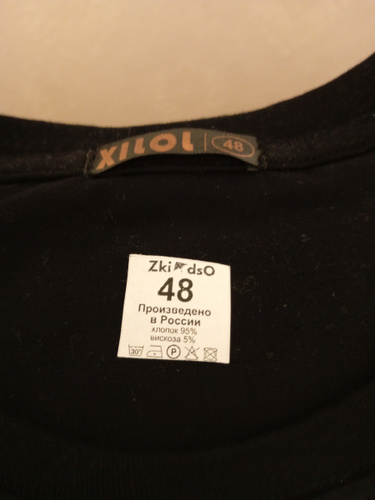 XILOL 48
Zki dsO
48
Произведено
в России
хлопок 95%
вискоза 5%
30° P